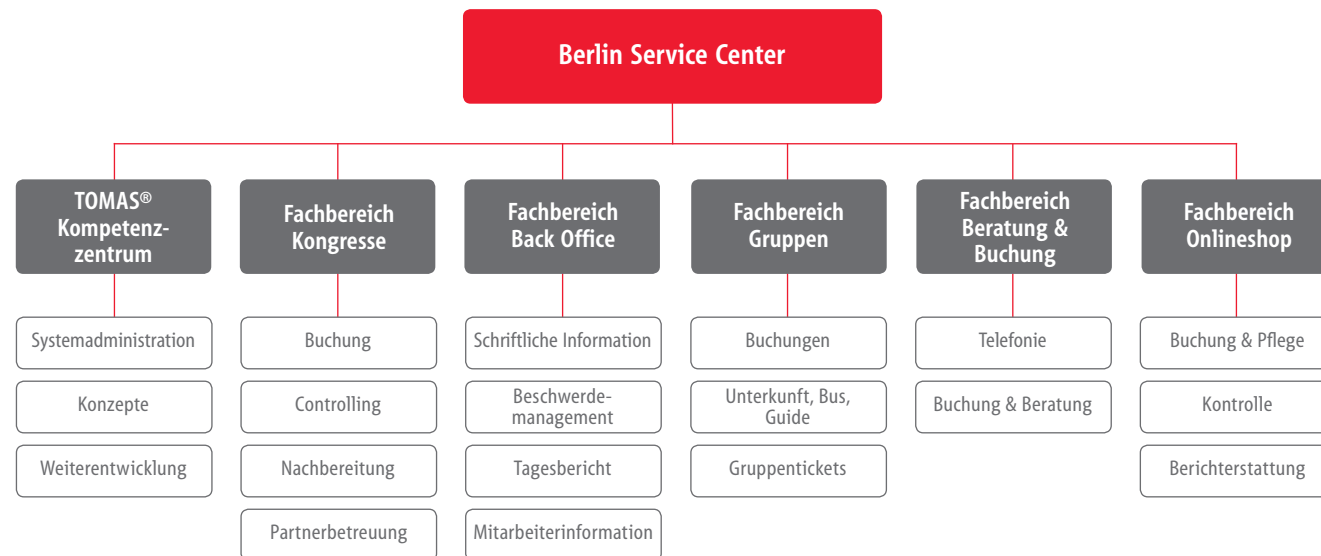 Berlin Service Center
TOMAS®
Kompetenz-
zentrum
Systemadministration
Konzepte
Weiterentwicklung
Fachbereich
Kongresse
Buchung
Controlling
Nachbereitung
Partnerbetreuung
Fachbereich
Back Office
Schriftliche Information
Beschwerde-
management
Tagesbericht
Mitarbeiterinformation
Fachbereich
Gruppen
Buchungen
Unterkunft, Bus,
Guide
Gruppentickets
Fachbereich
Beratung &
Buchung
Telefonie
Buchung & Beratung
Fachbereich
Onlineshop
Buchung & Pflege
Kontrolle
Berichterstattung